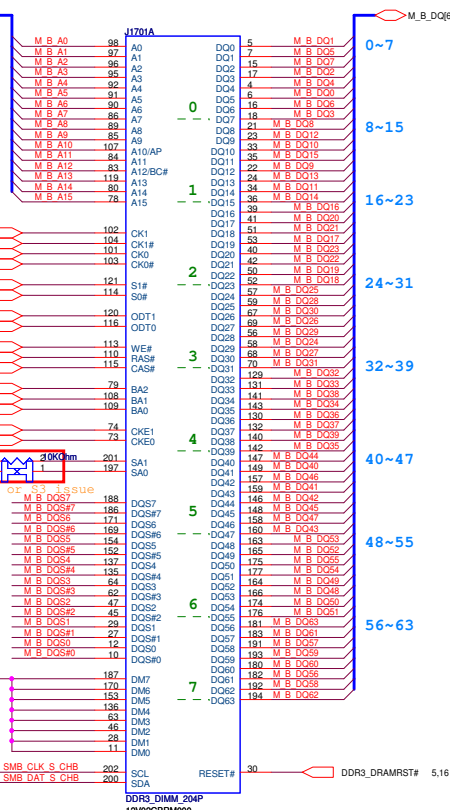 J1701A
M_B_A0 98 A0
M_B_A1 97 A1
M_B_A2 96 A2
M_B_A3 95 A3
M_B_A4 92 A4
M_B_A5 91 A5
M_B_A6 90 A6
M_B_A7 86 A7
M_B_A8 89 A8
M_B_A9 85 A9
M_B_A10 107 A10/AP
M_B_A11 84 A11
M_B_A12 83 A12/BC#
M_B_A13 119 A13
M_B_A14 80 A14
M_B_A15 78 A15
102 CK1
104 CK1#
101 CK0
103 CK0#
121 S1#
114 S0#
120 ODT1
116 ODT0
113 WE#
110 RAS#
115 CAS#
79 BA2
108 BA1
109 BA0
74 CKE1
73 CKE0
10KOhm
2 201 SA1
1 197 SA0
or S3 issue
M_B_DQS7 188 DQS7
M_B_DQS#7 186 DQS#7
M_B_DQS6 171 DQS6
M_B_DQS#6 169 DQS#6
M_B_DQS5 154 DQS5
M_B_DQS#5 152 DQS#5
M_B_DQS4 137 DQS4
M_B_DQS#4 135 DQS#4
M_B_DQS3 64 DQS3
M_B_DQS#3 62 DQS#3
M_B_DQS2 47 DQS2
M_B_DQS#2 45 DQS#2
M_B_DQS1 29 DQS1
M_B_DQS#1 27 DQS#1
M_B_DQS0 12 DQS0
M_B_DQS#0 10 DQS#0
187 DM7
170 DM6
153 DM5
136 DM4
63 DM3
46 DM2
28 DM1
11 DM0
SMB_CLK_S_CHB 202 SCL
SMB_DAT_S_CHB 200 SDA
0
1
2
3
4
5
6
7
DQ0 5 M_B_DQ1
DQ1 7 M_B_DQ5
DQ2 15 M_B_DQ7
DQ3 17 M_B_DQ2
DQ4 4 M_B_DQ4
DQ5 6 M_B_DQ0
DQ6 16 M_B_DQ6
DQ7 18 M_B_DQ3
DQ8 21 M_B_DQ8
DQ9 23 M_B_DQ12
DQ10 33 M_B_DQ10
DQ11 35 M_B_DQ15
DQ12 22 M_B_DQ9
DQ13 24 M_B_DQ13
DQ14 34 M_B_DQ11
DQ15 36 M_B_DQ14
DQ16 39 M_B_DQ16
DQ17 41 M_B_DQ20
DQ18 51 M_B_DQ21
DQ19 53 M_B_DQ17
DQ20 40 M_B_DQ23
DQ21 42 M_B_DQ22
DQ22 50 M_B_DQ19
DQ23 52 M_B_DQ18
DQ24 57 M_B_DQ25
DQ25 59 M_B_DQ28
DQ26 67 M_B_DQ30
DQ27 69 M_B_DQ26
DQ28 56 M_B_DQ29
DQ29 58 M_B_DQ24
DQ30 68 M_B_DQ27
DQ31 70 M_B_DQ31
DQ32 129 M_B_DQ32
DQ33 131 M_B_DQ33
DQ34 141 M_B_DQ38
DQ35 143 M_B_DQ34
DQ36 130 M_B_DQ36
DQ37 132 M_B_DQ37
DQ38 140 M_B_DQ39
DQ39 142 M_B_DQ35
DQ40 147 M_B_DQ44
DQ41 149 M_B_DQ40
DQ42 157 M_B_DQ46
DQ43 159 M_B_DQ41
DQ44 146 M_B_DQ42
DQ45 148 M_B_DQ45
DQ46 158 M_B_DQ47
DQ47 160 M_B_DQ43
DQ48 163 M_B_DQ53
DQ49 165 M_B_DQ52
DQ50 175 M_B_DQ55
DQ51 177 M_B_DQ54
DQ52 164 M_B_DQ49
DQ53 166 M_B_DQ48
DQ54 174 M_B_DQ50
DQ55 176 M_B_DQ51
DQ56 181 M_B_DQ63
DQ57 183 M_B_DQ61
DQ58 191 M_B_DQ57
DQ59 193 M_B_DQ59
DQ60 180 M_B_DQ60
DQ61 182 M_B_DQ56
DQ62 192 M_B_DQ58
DQ63 194 M_B_DQ62
RESET# 30 DDR3_DRAMRST# 5,16
M_B_DQ[6
0~7
8~15
16~23
24~31
32~39
40~47
48~55
56~63
DDR3_DIMM_204P